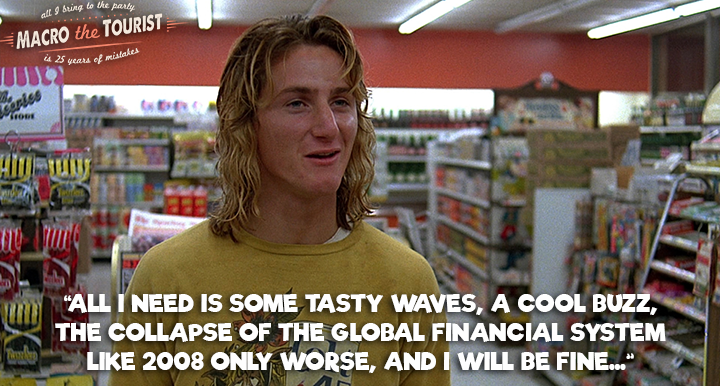 all I bring to the party
MACRO the TOURIST
is 25 years of mistakes
"ALL I NEED IS SOME TASTY WAVES, A COOL BUZZ,
THE COLLAPSE OF THE GLOBAL FINANCIAL SYSTEM
LIKE 2008 ONLY WORSE, AND I WILL BE FINE..."